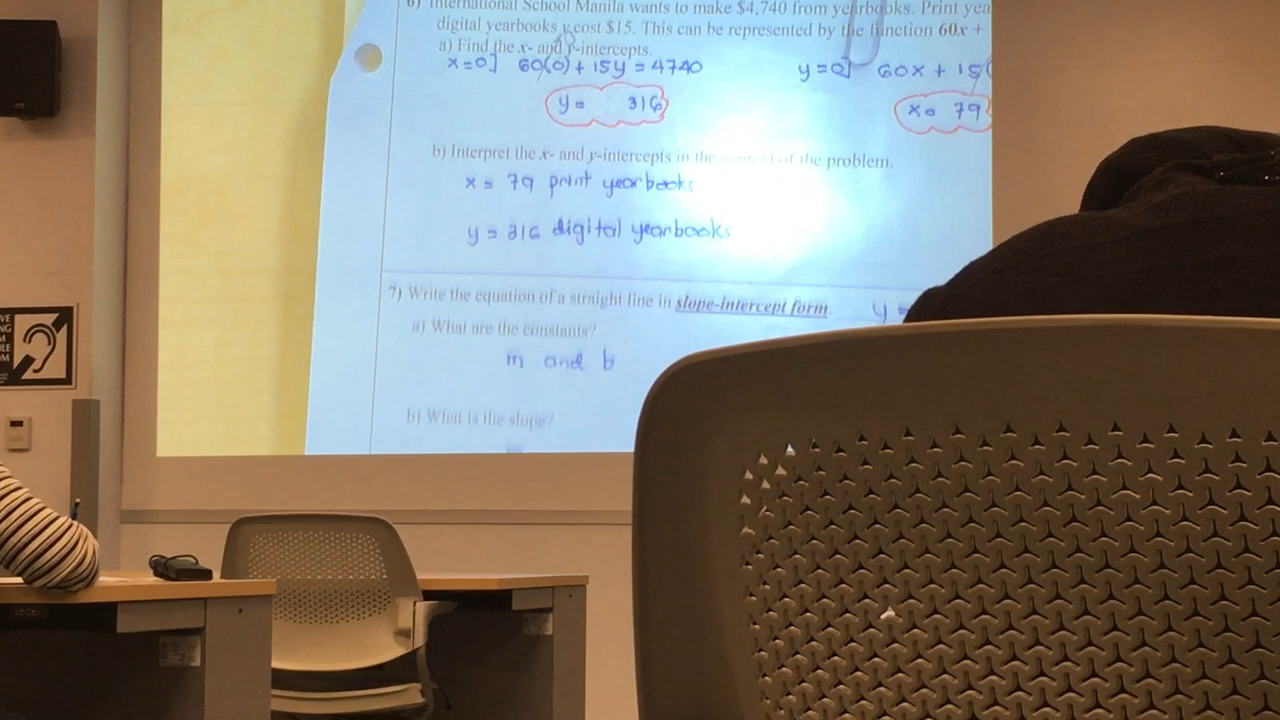 6) International School Manila wants to make $4,740 from yearbooks. Print yea
digital yearbooks y cost $15. This can be represented by the function 60x +
a) Find the x- and y-intercepts.
x=0] 60(0) + 15y = 4740
y = 316
y=0] 60x + 15(
x= 79
b) Interpret the x- and y-intercepts in the context of the problem.
x = 79 print yearbooks
y = 316 digital yearbooks
7) Write the equation of a straight line in slope-intercept form.
y =
a) What are the constants?
m and b
b) What is the slope?